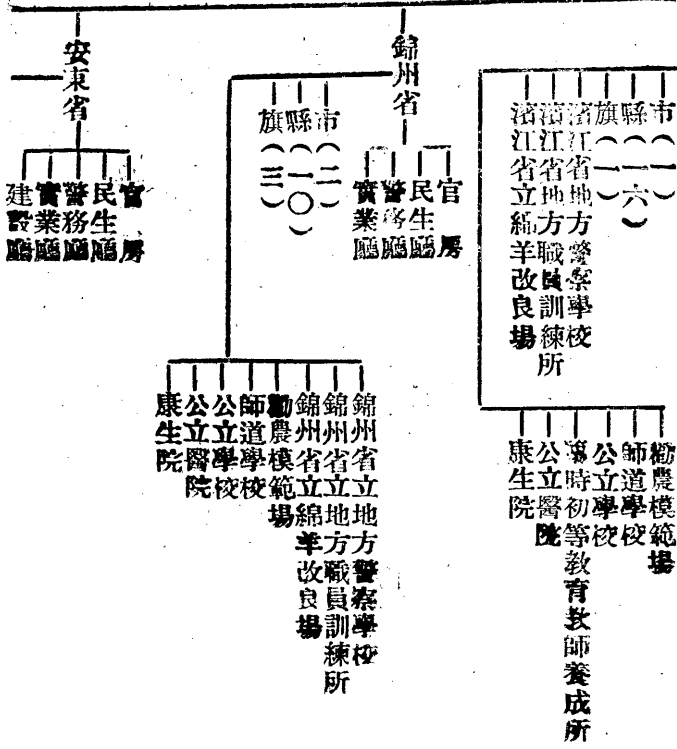 市（一）
縣（一六）
旗（一）
濱江省地方警察學校
濱江省地方職員訓練所
濱江省立緬羊改良場
勸農模範場
師道學校
公立學校
臨時初等教育教師養成所
公立醫院
康生院
錦州省
官房
民生廳
警務廳
實業廳
市（二）
縣（一〇）
旗（三）
錦州省立地方警察學校
錦州省立地方職員訓練所
錦州省立綿羊改良場
勸農模範場
師道學校
公立學校
公立醫院
康生院
安東省
官房
民生廳
警務廳
實業廳
建設廳